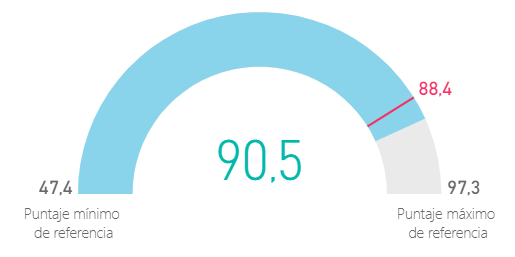 88,4
90,5
47,4
97,3
Puntaje mínimo
de referencia
Puntaje máximo
de referencia